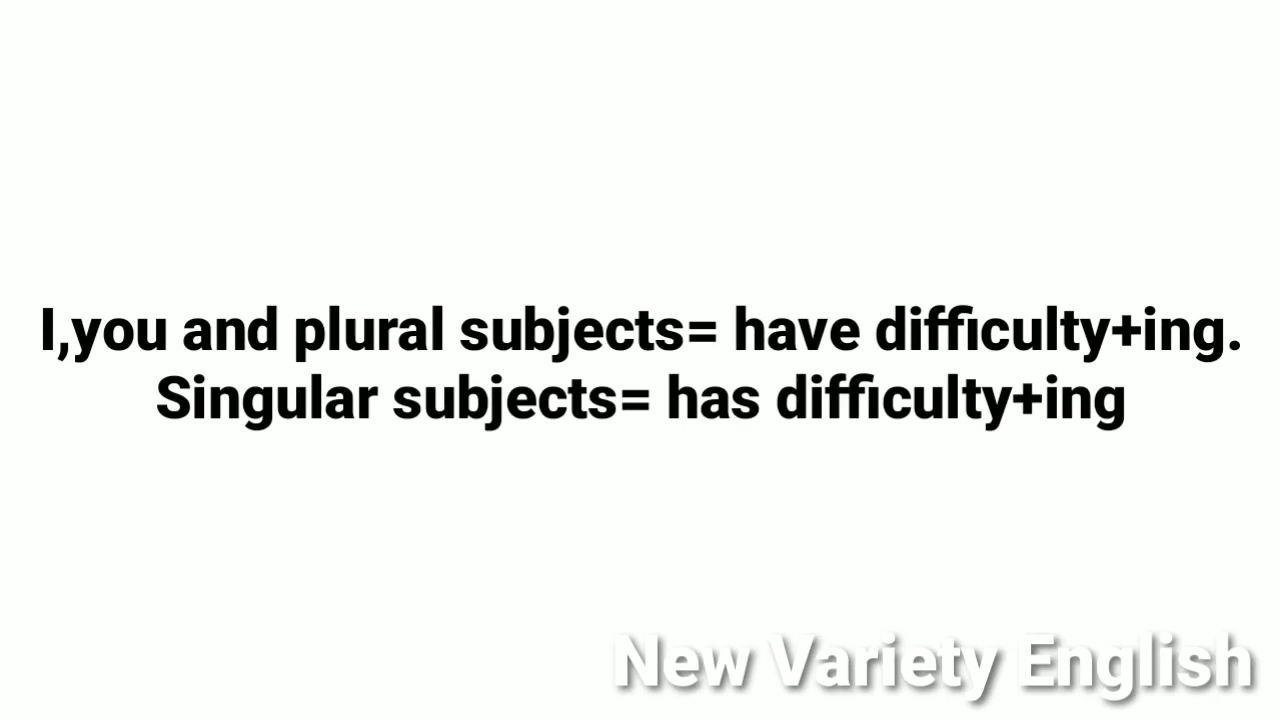 I,you and plural subjects= have difficulty+ing.
Singular subjects= has difficulty+ing
New Variety English